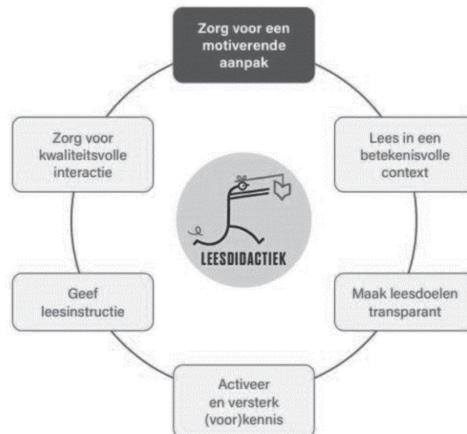 Zorg voor een
motiverende
aanpak
Zorg voor
kwaliteitsvolle
interactie
Lees in een
betekenisvolle
context
LEESDIDACTIEK
Geef
leesinstructie
Maak leesdoelen
transparant
Activeer
en versterk
(voor)kennis